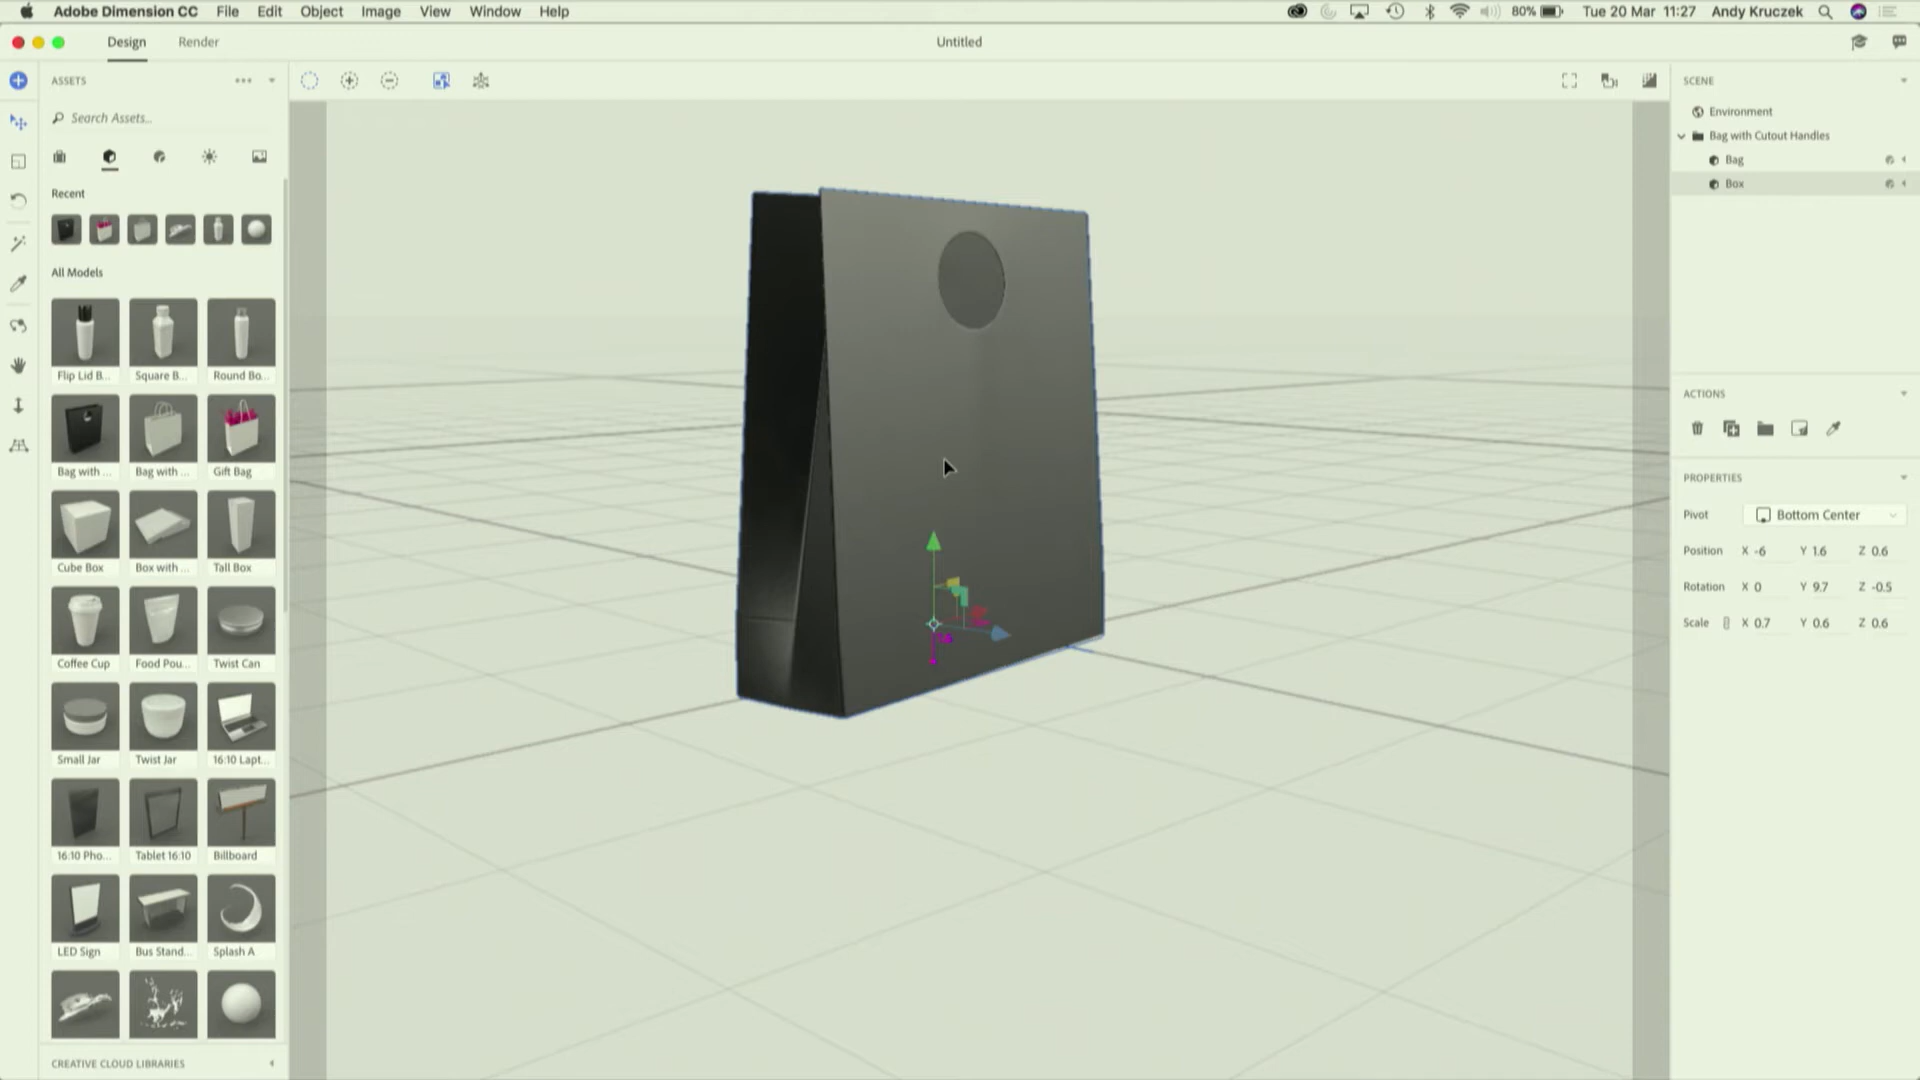 Adobe Dimension CC File Edit Object Image View Window Help 80% Tue 20 Mar 11:27 Andy Kruczek
Design Render Untitled
ASSETS
Search Assets...
Recent
All Models
Flip Lid B... Square B... Round Bo...
Bag with ... Bag with ... Gift Bag
Cube Box Box with ... Tall Box
Coffee Cup Food Pou... Twist Can
Small Jar Twist Jar 16:10 Lapt...
16:10 Pho... Tablet 16:10 Billboard
LED Sign Bus Stand... Splash A
CREATIVE CLOUD LIBRARIES
SCENE
Environment
Bag with Cutout Handles
Bag
Box
ACTIONS
PROPERTIES
Pivot Bottom Center
Position X -6 Y 1.6 Z 0.6
Rotation X 0 Y 9.7 Z -0.5
Scale X 0.7 Y 0.6 Z 0.6